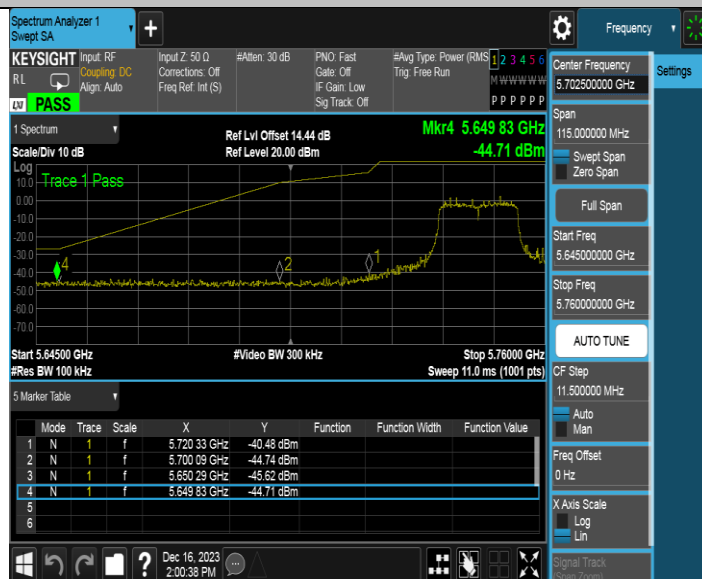 Spectrum Analyzer 1
Swept SA
Frequency
KEYSIGHT
RL
LXI
PASS
Input: RF
Coupling: DC
Align: Auto
Input Z: 50 Ω
Corrections: Off
Freq Ref: Int (S)
#Atten: 30 dB
PNO: Fast
Gate: Off
IF Gain: Low
Sig Track: Off
#Avg Type: Power (RMS
Trig: Free Run
1 2 3 4 5 6
M W W W W W
P P P P P P
1 Spectrum
Scale/Div 10 dB
Ref Lvl Offset 14.44 dB
Ref Level 20.00 dBm
Mkr4 5.649 83 GHz
-44.71 dBm
Log
Trace 1 Pass
10.0
0.00
-10.0
-20.0
-30.0
-40.0
-50.0
-60.0
-70.0
4
2
1
Start 5.64500 GHz
#Res BW 100 kHz
#Video BW 300 kHz
Stop 5.76000 GHz
Sweep 11.0 ms (1001 pts)
5 Marker Table
Mode Trace Scale X Y Function Function Width Function Value
1 N 1 f 5.720 33 GHz -40.48 dBm
2 N 1 f 5.700 09 GHz -44.74 dBm
3 N 1 f 5.650 29 GHz -45.62 dBm
4 N 1 f 5.649 83 GHz -44.71 dBm
5
6
Dec 16, 2023
2:00:38 PM
Center Frequency
5.702500000 GHz
Settings
Span
115.000000 MHz
Swept Span
Zero Span
Full Span
Start Freq
5.645000000 GHz
Stop Freq
5.760000000 GHz
AUTO TUNE
CF Step
11.500000 MHz
Auto
Man
Freq Offset
0 Hz
X Axis Scale
Log
Lin
Signal Track
(Span Zoom)